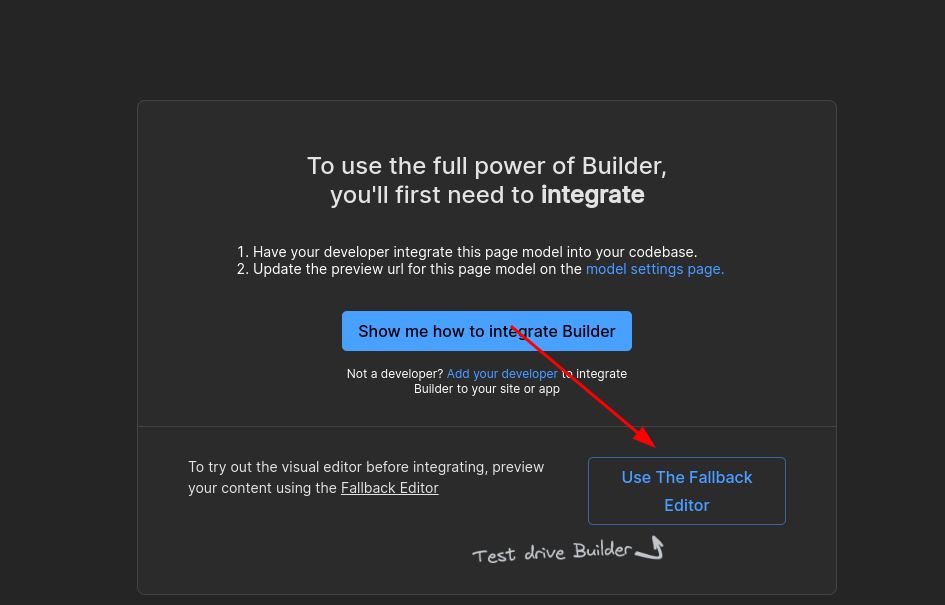 To use the full power of Builder,
you'll first need to integrate
1. Have your developer integrate this page model into your codebase.
2. Update the preview url for this page model on the model settings page.
Show me how to integrate Builder
Not a developer? Add your developer to integrate
Builder to your site or app
To try out the visual editor before integrating, preview
your content using the Fallback Editor
Use The Fallback
Editor
Test drive Builder